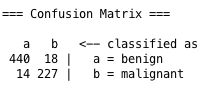 === Confusion Matrix ===

   a   b   <-- classified as
 440  18 |   a = benign
  14 227 |   b = malignant